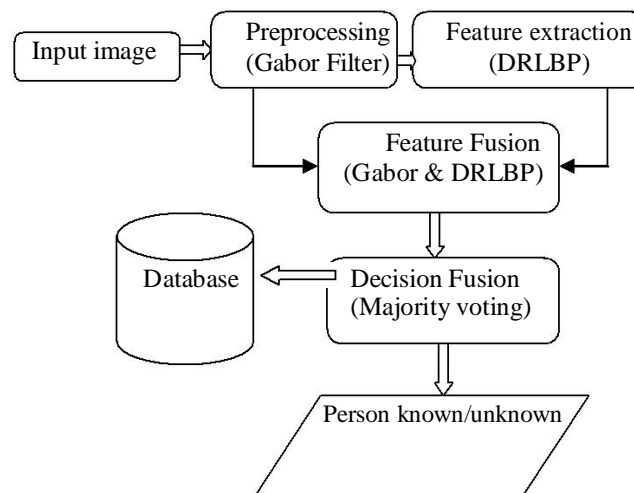 Input image
Preprocessing
(Gabor Filter)
Feature extraction
(DRLBP)
Feature Fusion
(Gabor & DRLBP)
Database
Decision Fusion
(Majority voting)
Person known/unknown